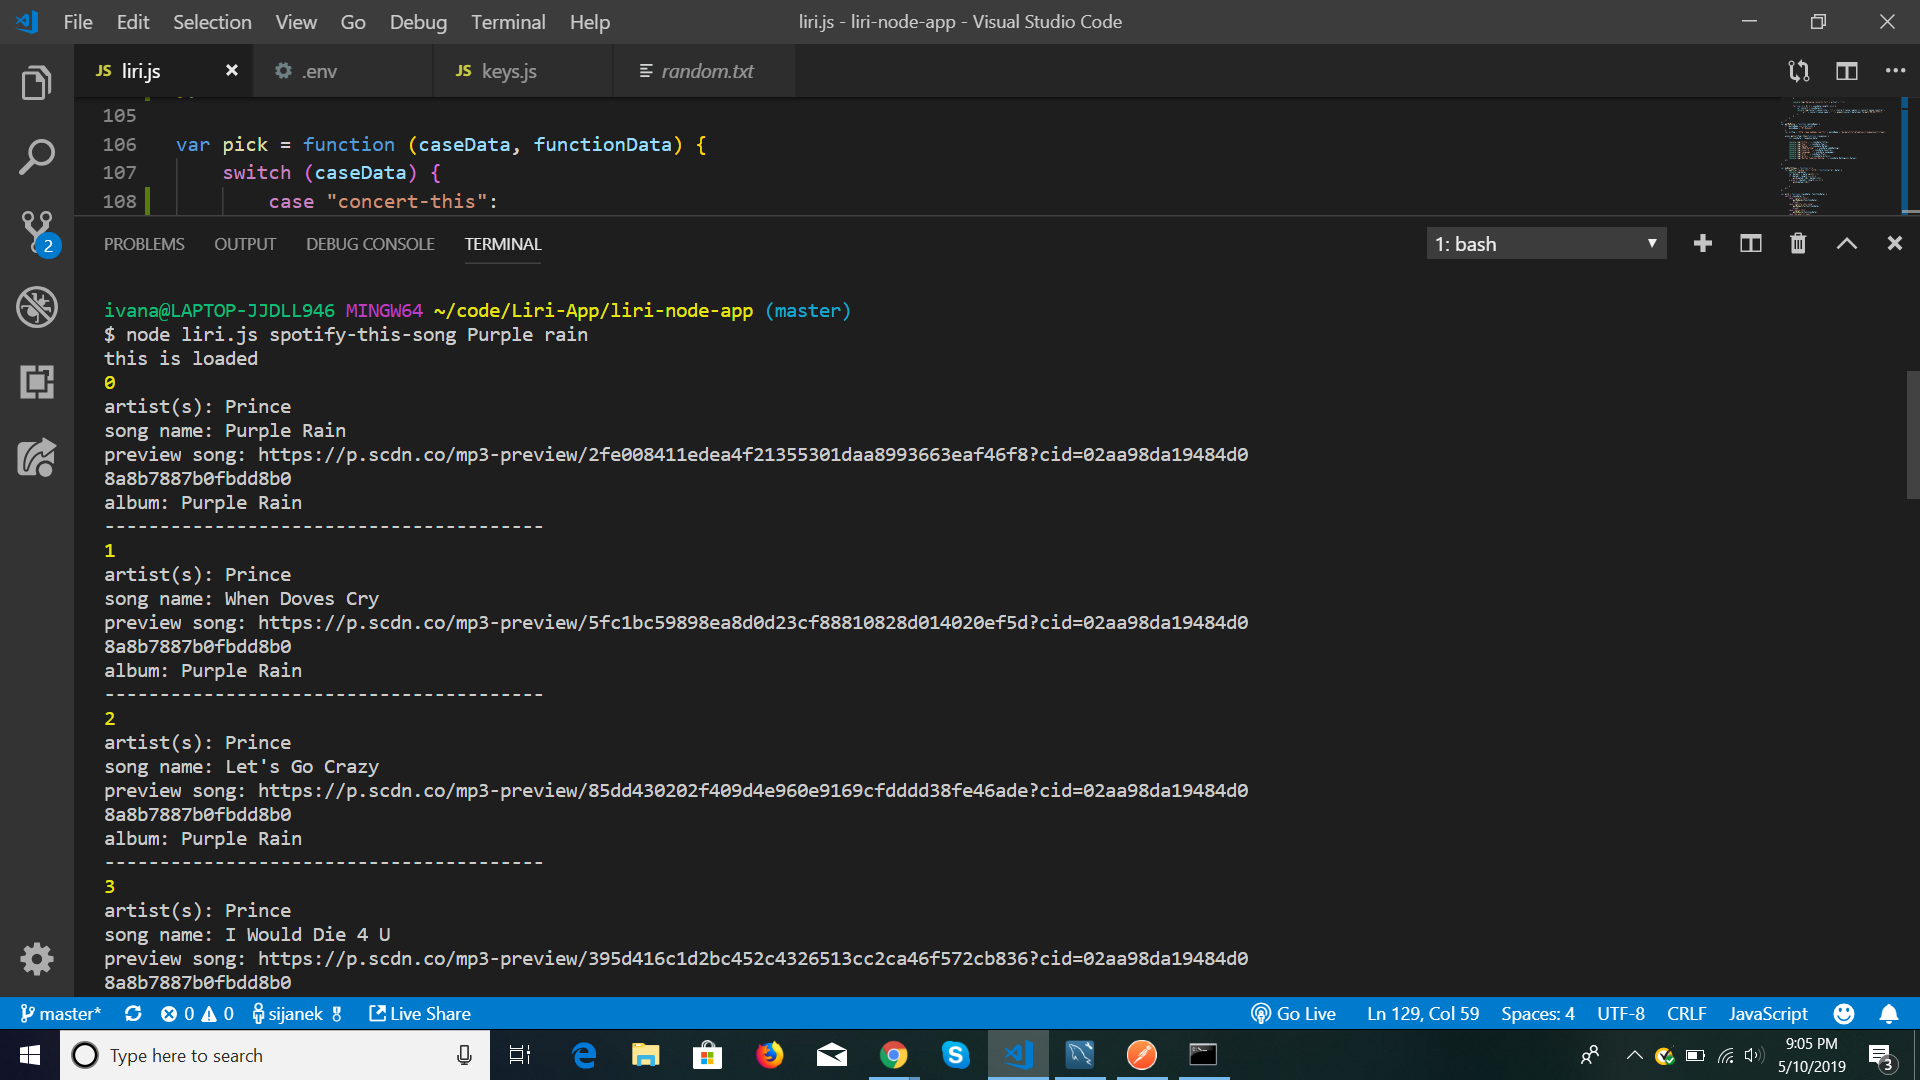 File Edit Selection View Go Debug Terminal Help
liri.js - liri-node-app - Visual Studio Code
JS liri.js
.env
JS keys.js
random.txt
105
106 var pick = function (caseData, functionData) {
107 switch (caseData) {
108 case "concert-this":
2
PROBLEMS OUTPUT DEBUG CONSOLE TERMINAL
1: bash
ivana@LAPTOP-JJDLL946 MINGW64 ~/code/Liri-App/liri-node-app (master)
$ node liri.js spotify-this-song Purple rain
this is loaded
0
artist(s): Prince
song name: Purple Rain
preview song: https://p.scdn.co/mp3-preview/2fe008411edea4f21355301daa8993663eaf46f8?cid=02aa98da19484d0
8a8b7887b0fbdd8b0
album: Purple Rain
----------------------------------------
1
artist(s): Prince
song name: When Doves Cry
preview song: https://p.scdn.co/mp3-preview/5fc1bc59898ea8d0d23cf88810828d014020ef5d?cid=02aa98da19484d0
8a8b7887b0fbdd8b0
album: Purple Rain
----------------------------------------
2
artist(s): Prince
song name: Let's Go Crazy
preview song: https://p.scdn.co/mp3-preview/85dd430202f409d4e960e9169cfdddd38fe46ade?cid=02aa98da19484d0
8a8b7887b0fbdd8b0
album: Purple Rain
----------------------------------------
3
artist(s): Prince
song name: I Would Die 4 U
preview song: https://p.scdn.co/mp3-preview/395d416c1d2bc452c4326513cc2ca46f572cb836?cid=02aa98da19484d0
8a8b7887b0fbdd8b0
master* 0 0 sijanek Live Share Go Live Ln 129, Col 59 Spaces: 4 UTF-8 CRLF JavaScript
Type here to search
9:05 PM
5/10/2019
3